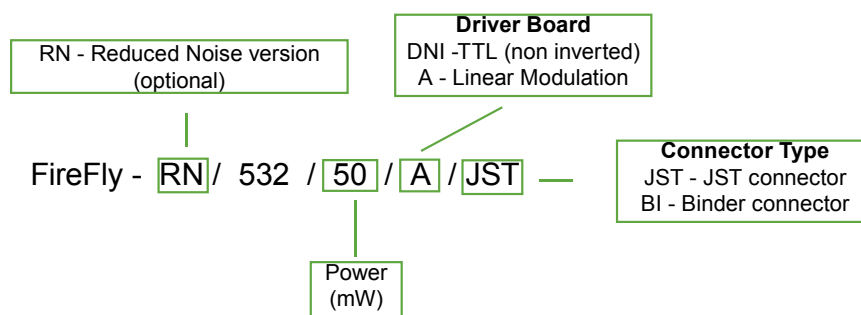 Driver Board
DNI -TTL (non inverted)
A - Linear Modulation
RN - Reduced Noise version
(optional)
FireFly - RN / 532 / 50 / A / JST
Connector Type
JST - JST connector
BI - Binder connector
Power
(mW)